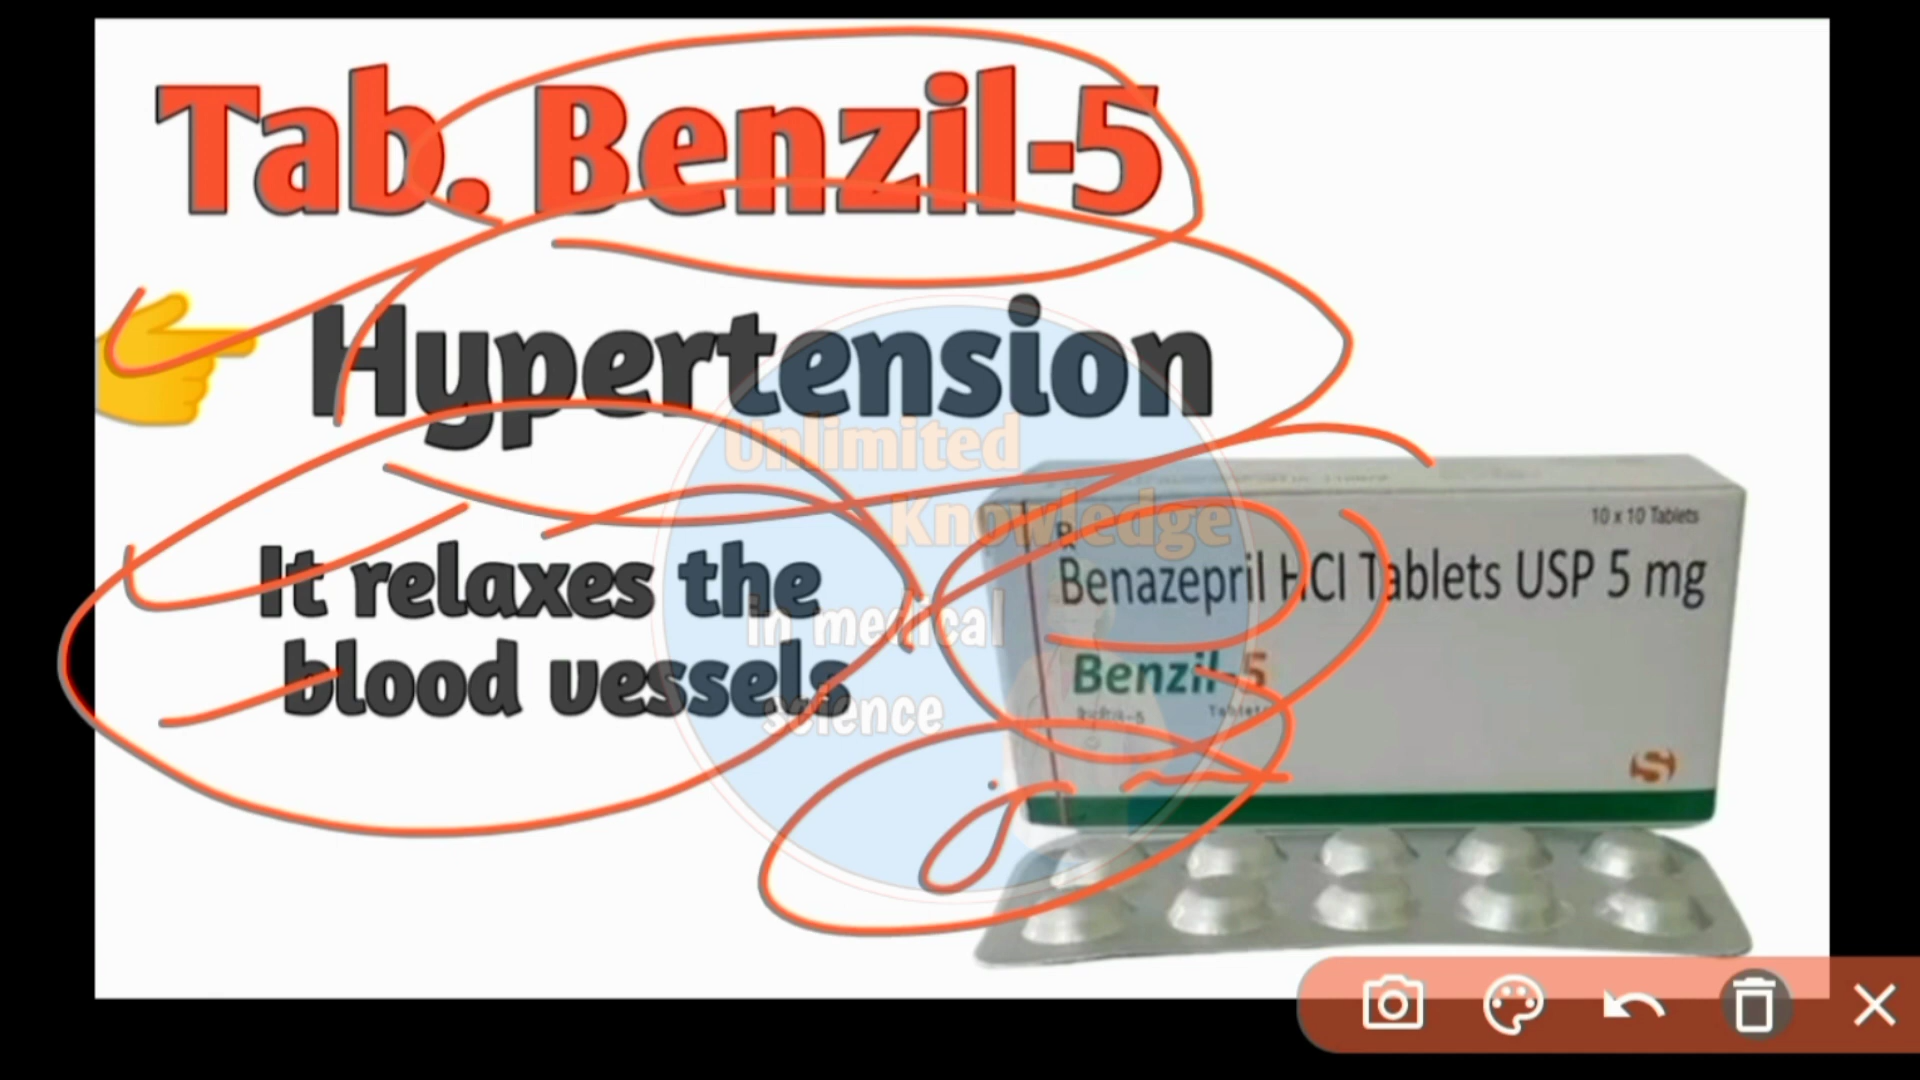 Tab. Benzil-5
Hypertension
It relaxes the
blood vessels
Unlimited
Knowledge
in medical
science
10 x 10 Tablets
R
Benazepril HCl Tablets USP 5 mg
Benzil-5
Tablets
S